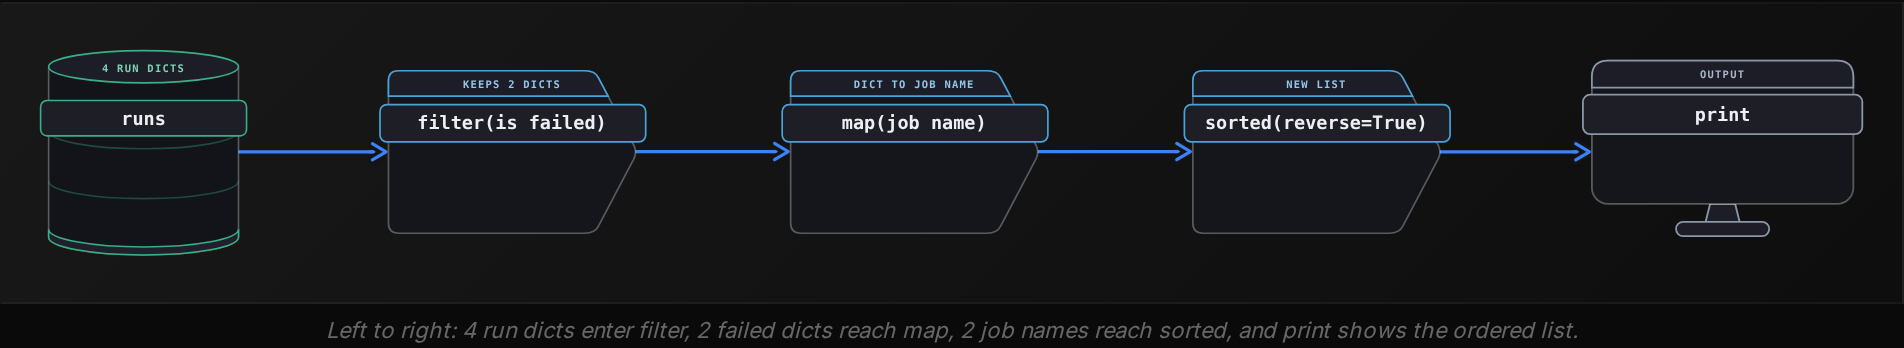 4 RUN DICTS
runs
KEEPS 2 DICTS
filter(is failed)
DICT TO JOB NAME
map(job name)
NEW LIST
sorted(reverse=True)
OUTPUT
print
Left to right: 4 run dicts enter filter, 2 failed dicts reach map, 2 job names reach sorted, and print shows the ordered list.